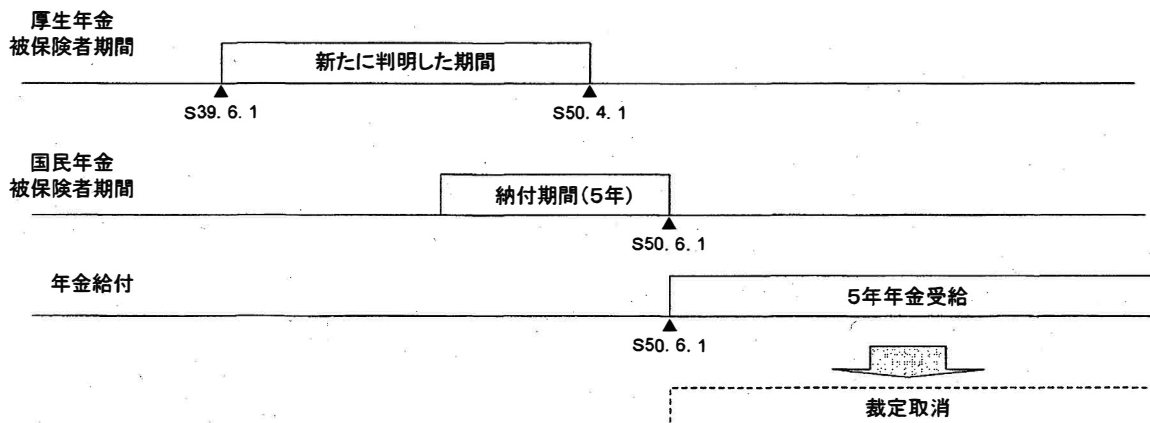 厚生年金
被保険者期間
新たに判明した期間
▲ ▲
S39. 6. 1 S50. 4. 1
国民年金
被保険者期間
納付期間(5年)
▲
S50. 6. 1
年金給付
5年年金受給
▲
S50. 6. 1
裁定取消